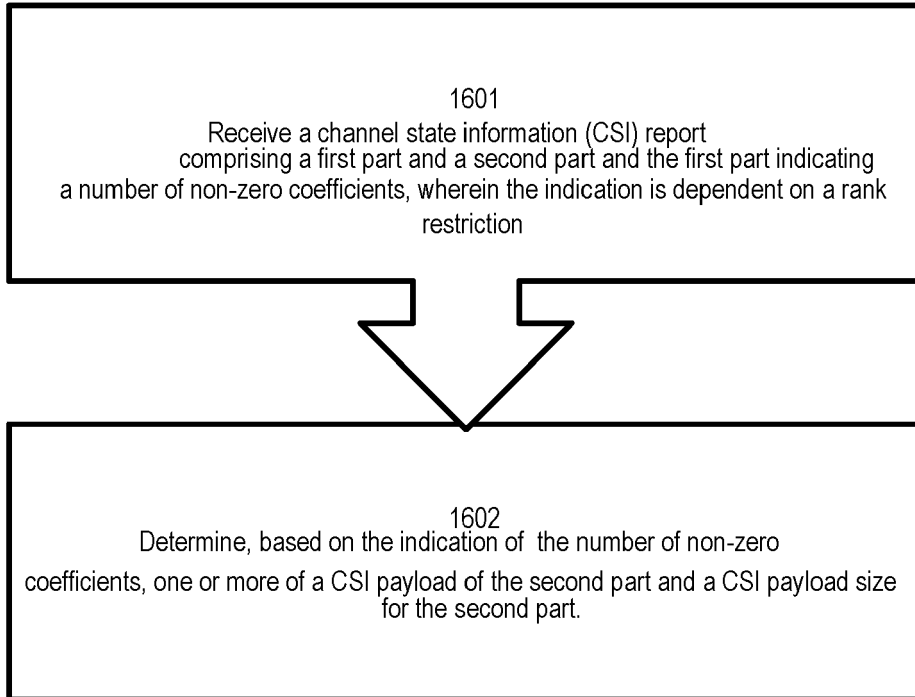 1601
Receive a channel state information (CSI) report
comprising a first part and a second part and the first part indicating
a number of non-zero coefficients, wherein the indication is dependent on a rank
restriction
1602
Determine, based on the indication of the number of non-zero
coefficients, one or more of a CSI payload of the second part and a CSI payload size
for the second part.